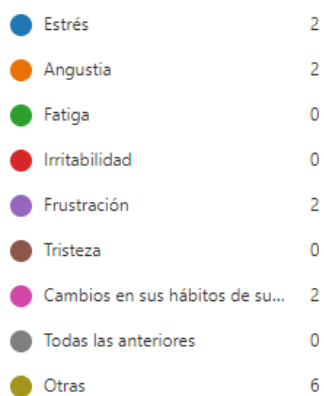 Estrés 2
Angustia 2
Fatiga 0
Irritabilidad 0
Frustración 2
Tristeza 0
Cambios en sus hábitos de su... 2
Todas las anteriores 0
Otras 6